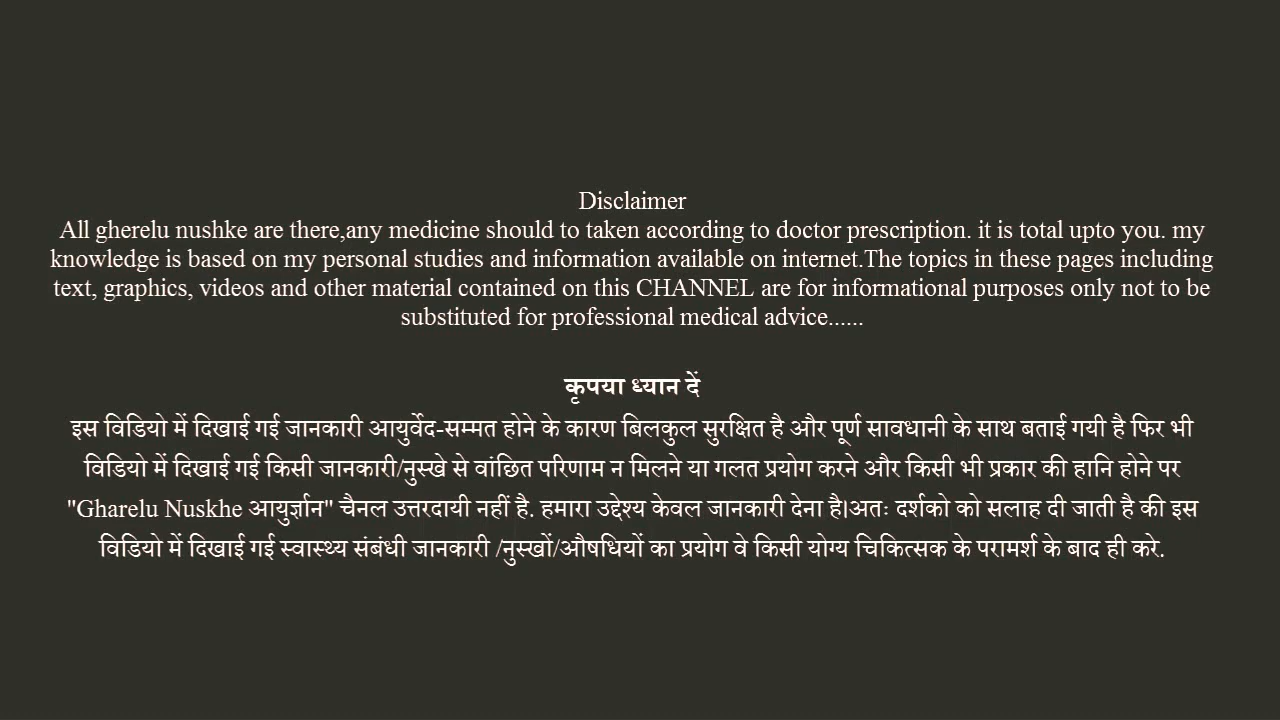 Disclaimer
All gherelu nushke are there,any medicine should to taken according to doctor prescription. it is total upto you. my
knowledge is based on my personal studies and information available on internet.The topics in these pages including
text, graphics, videos and other material contained on this CHANNEL are for informational purposes only not to be
substituted for professional medical advice......
कृपया ध्यान दें
इस विडियो में दिखाई गई जानकारी आयुर्वेद-सम्मत होने के कारण बिलकुल सुरक्षित है और पूर्ण सावधानी के साथ बताई गयी है फिर भी
विडियो में दिखाई गई किसी जानकारी/नुस्खे से वांछित परिणाम न मिलने या गलत प्रयोग करने और किसी भी प्रकार की हानि होने पर
"Gharelu Nuskhe आयुर्ज्ञान" चैनल उत्तरदायी नहीं है. हमारा उद्देश्य केवल जानकारी देना है।अतः दर्शको को सलाह दी जाती है की इस
विडियो में दिखाई गई स्वास्थ्य संबंधी जानकारी /नुस्खों/औषधियों का प्रयोग वे किसी योग्य चिकित्सक के परामर्श के बाद ही करे.